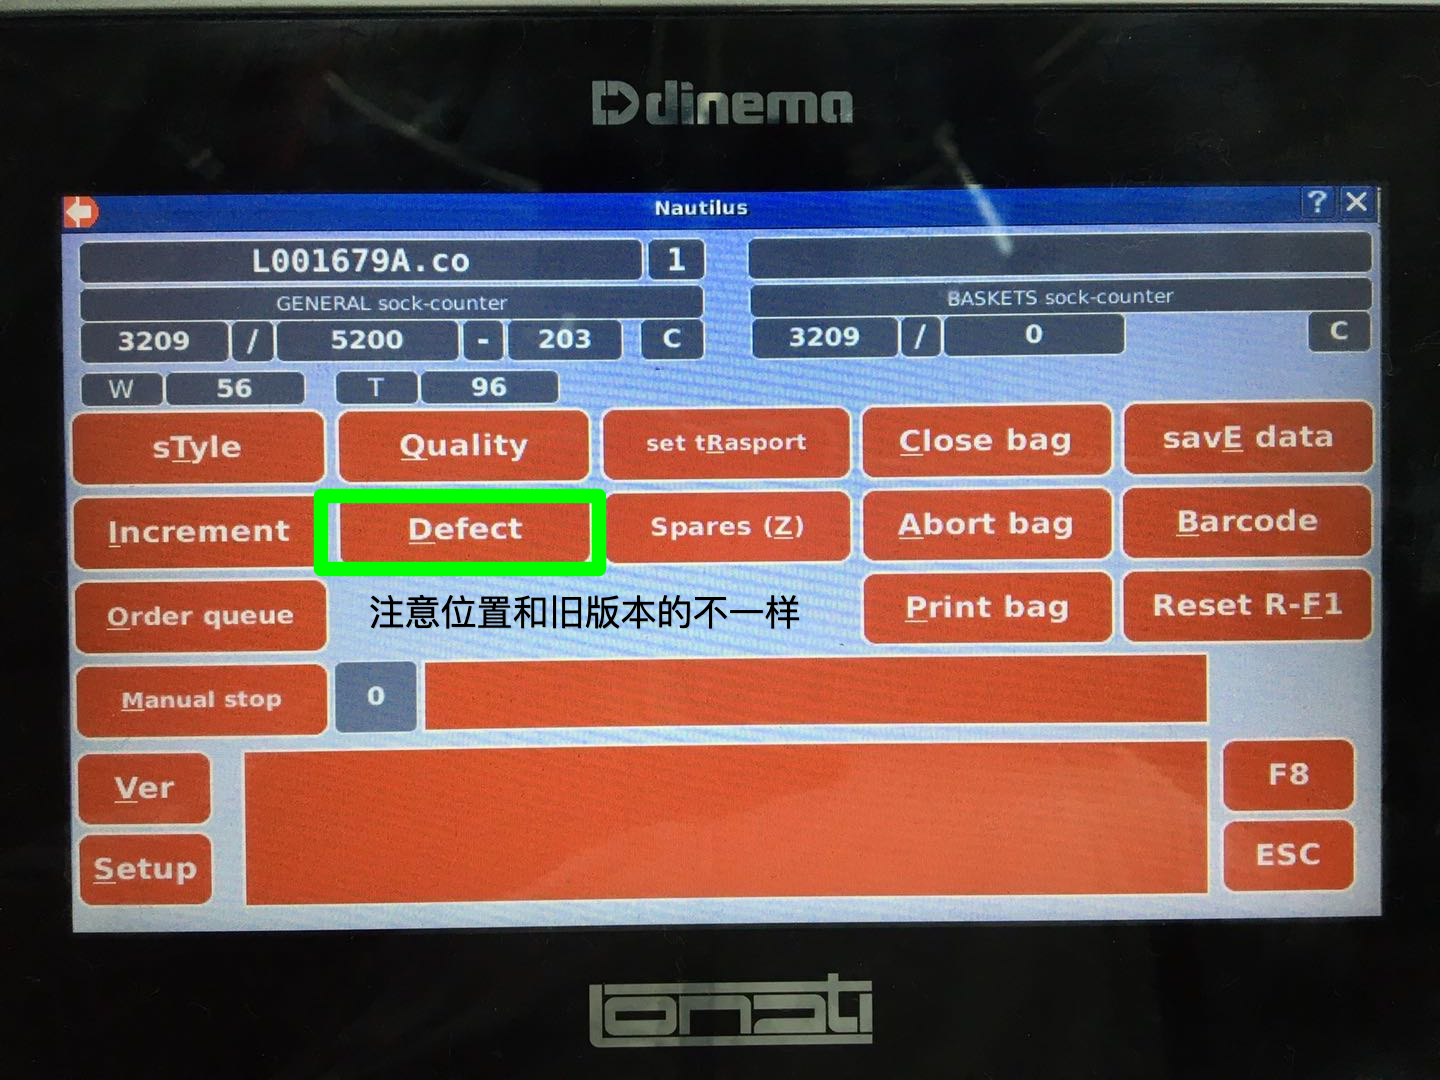 dinema
Nautilus ? X
L001679A.co 1
GENERAL sock-counter BASKETS sock-counter
3209 / 5200 - 203 C 3209 / 0 C
W 56 T 96
sTyle Quality set tRasport Close bag savE data
Increment Defect Spares (Z) Abort bag Barcode
Order queue 注意位置和旧版本的不一样 Print bag Reset R-F1
Manual stop 0
Ver F8
Setup ESC
lonati